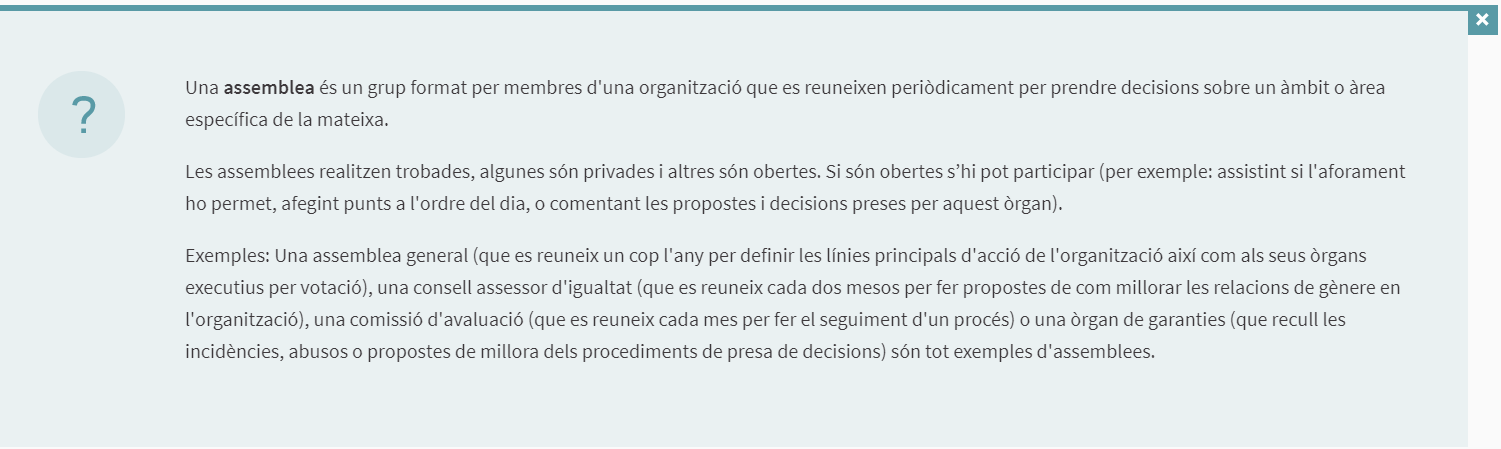 ?
Una assemblea és un grup format per membres d'una organització que es reuneixen periòdicament per prendre decisions sobre un àmbit o àrea
específica de la mateixa.
Les assemblees realitzen trobades, algunes són privades i altres són obertes. Si són obertes s’hi pot participar (per exemple: assistint si l'aforament
ho permet, afegint punts a l'ordre del dia, o comentant les propostes i decisions preses per aquest òrgan).
Exemples: Una assemblea general (que es reuneix un cop l'any per definir les línies principals d'acció de l'organització així com als seus òrgans
executius per votació), una consell assessor d'igualtat (que es reuneix cada dos mesos per fer propostes de com millorar les relacions de gènere en
l'organització), una comissió d'avaluació (que es reuneix cada mes per fer el seguiment d'un procés) o una òrgan de garanties (que recull les
incidències, abusos o propostes de millora dels procediments de presa de decisions) són tot exemples d'assemblees.